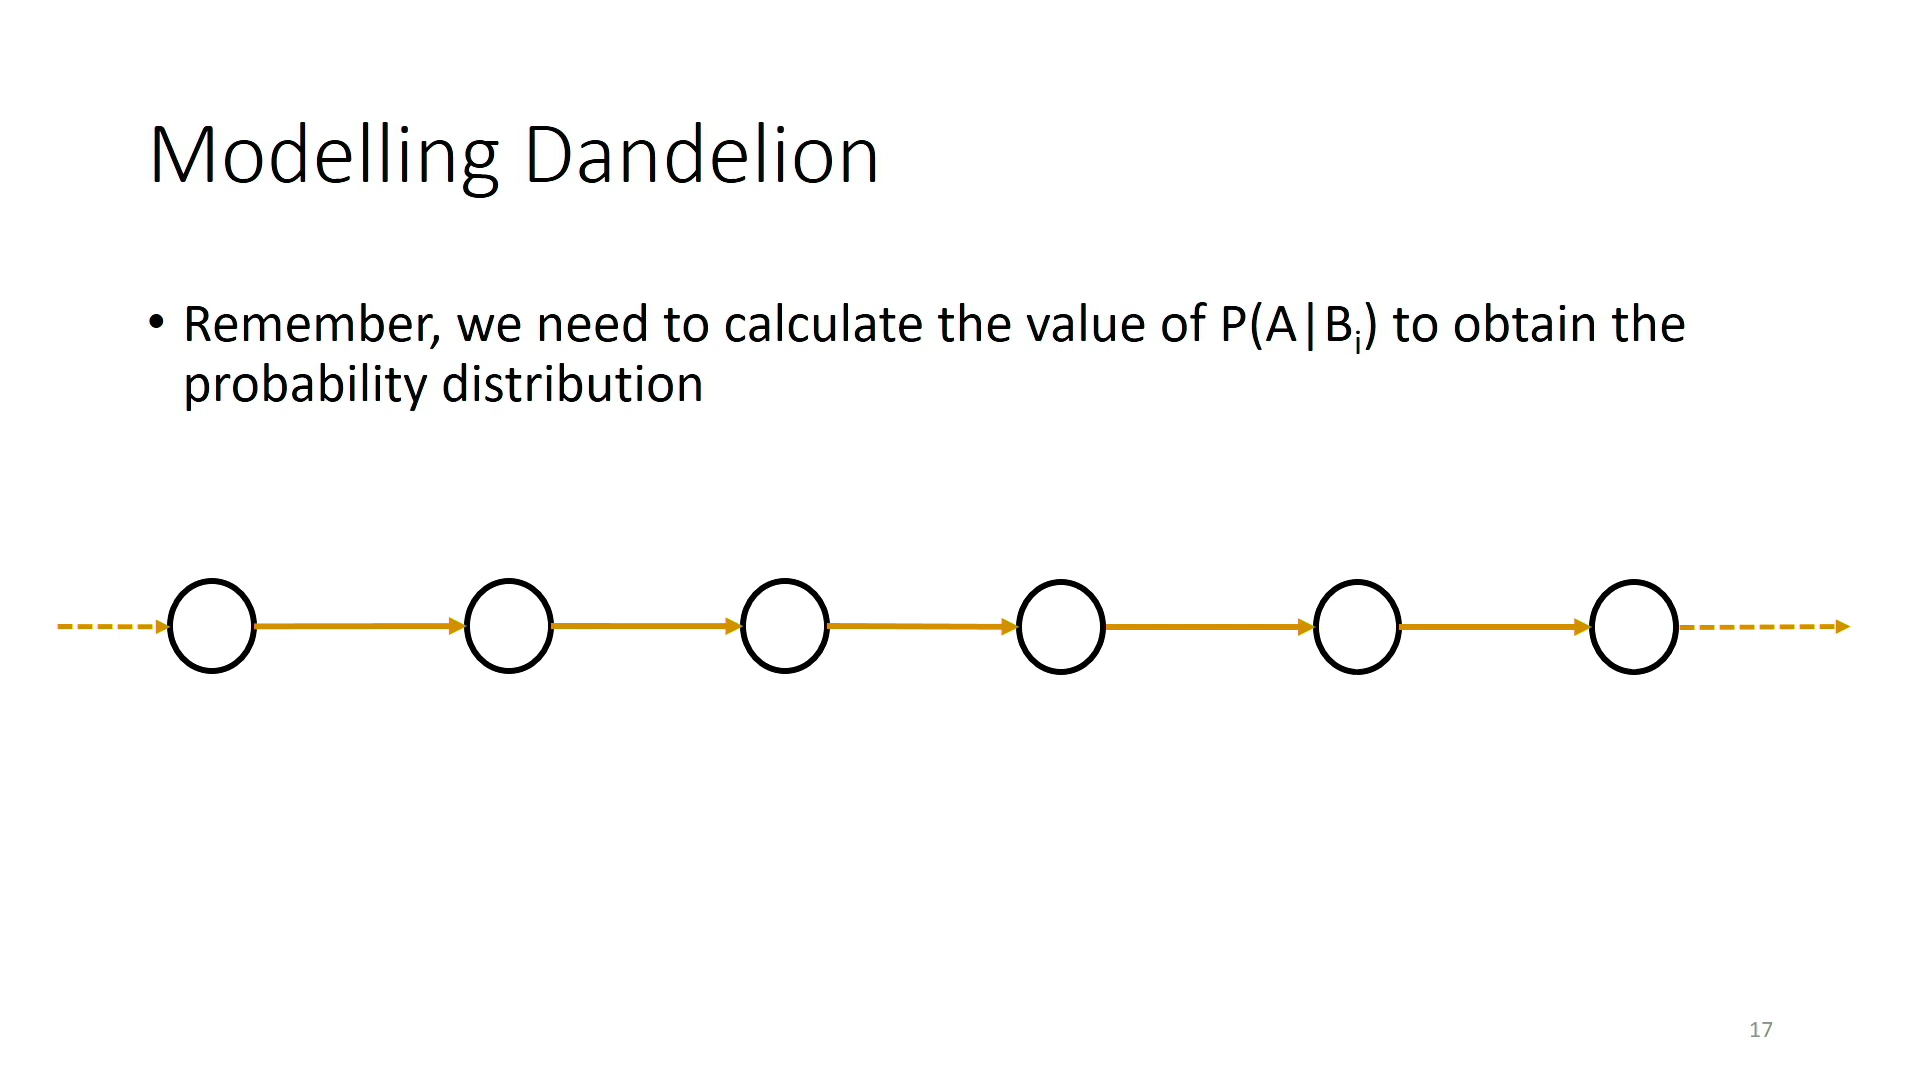 Modelling Dandelion
• Remember, we need to calculate the value of P(A|Bᵢ) to obtain the
probability distribution
17